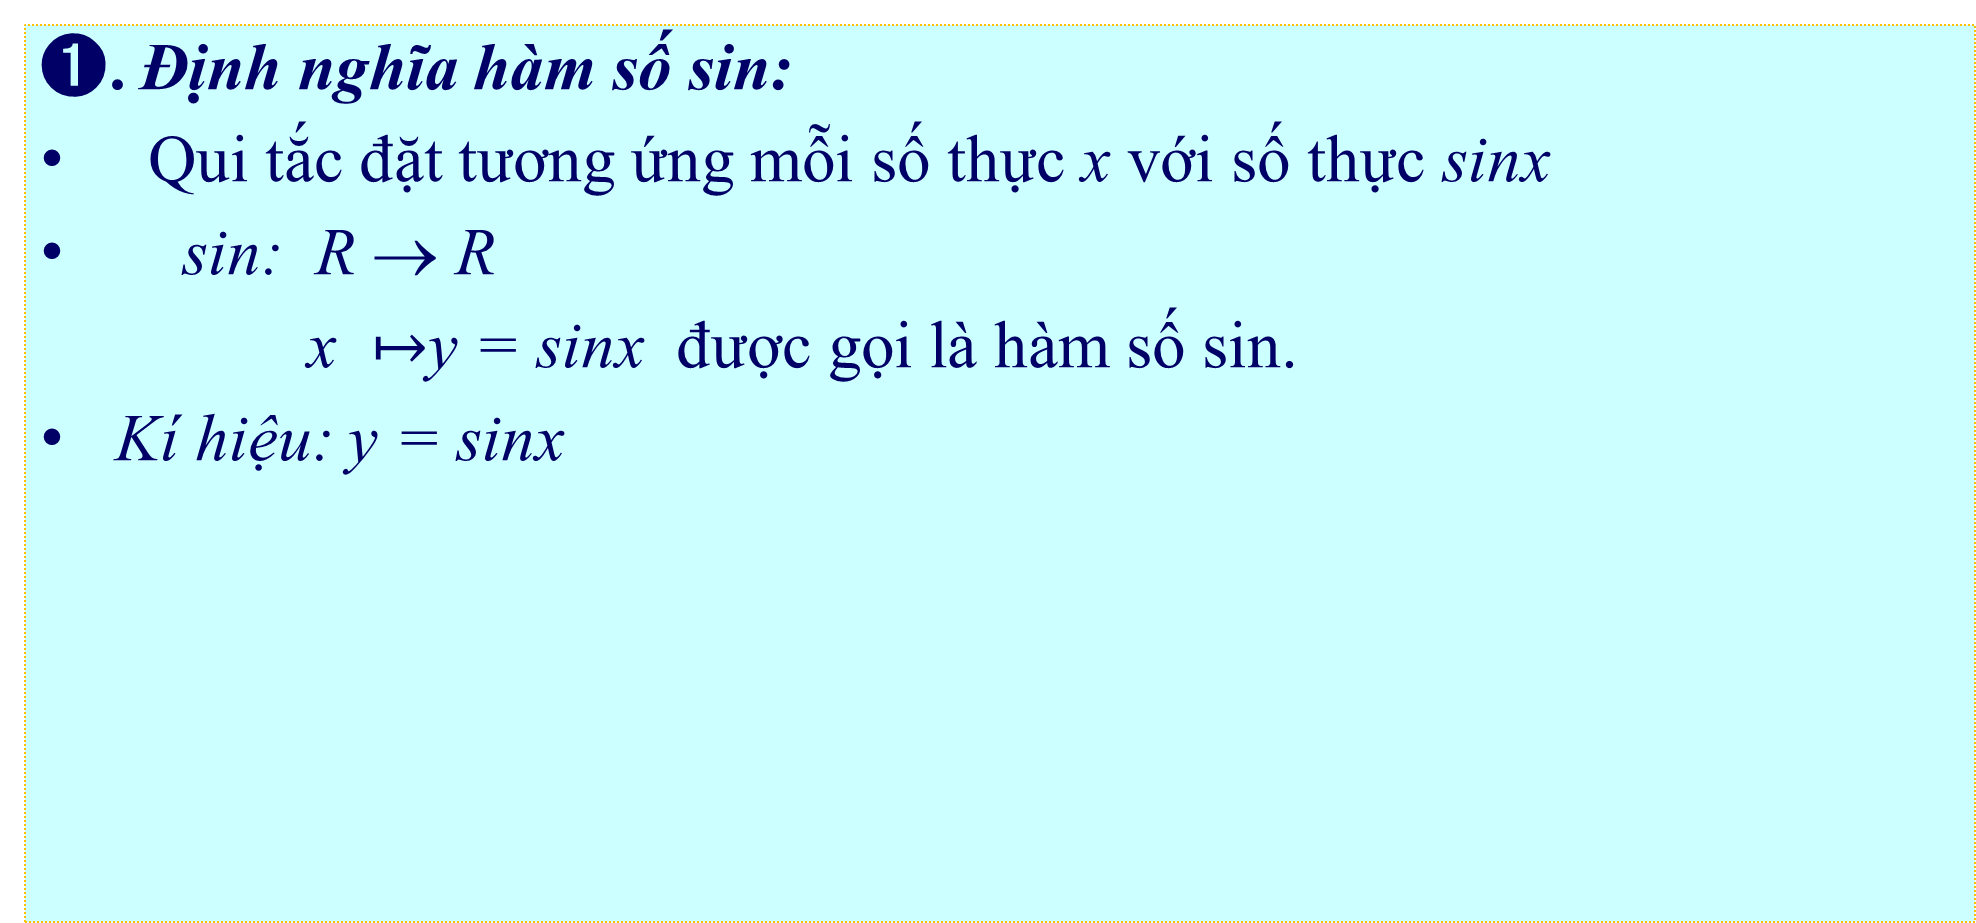 ❶. Định nghĩa hàm số sin:
• Qui tắc đặt tương ứng mỗi số thực x với số thực sinx
• sin: R → R
x ↦y = sinx được gọi là hàm số sin.
• Kí hiệu: y = sinx